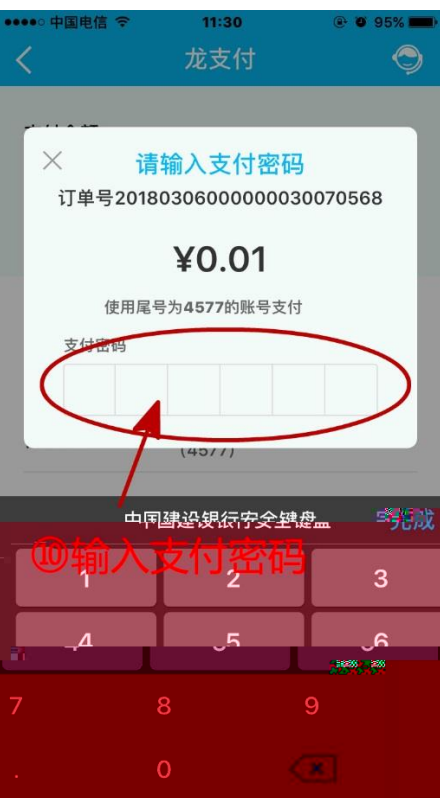 中国电信 11:30 95%
龙支付
请输入支付密码
订单号20180306000000030070568
¥0.01
使用尾号为4577的账号支付
支付密码
(4577)
中国建设银行安全键盘 完成
⑩输入支付密码
1 2 3
4 5 6
7 8 9
. 0